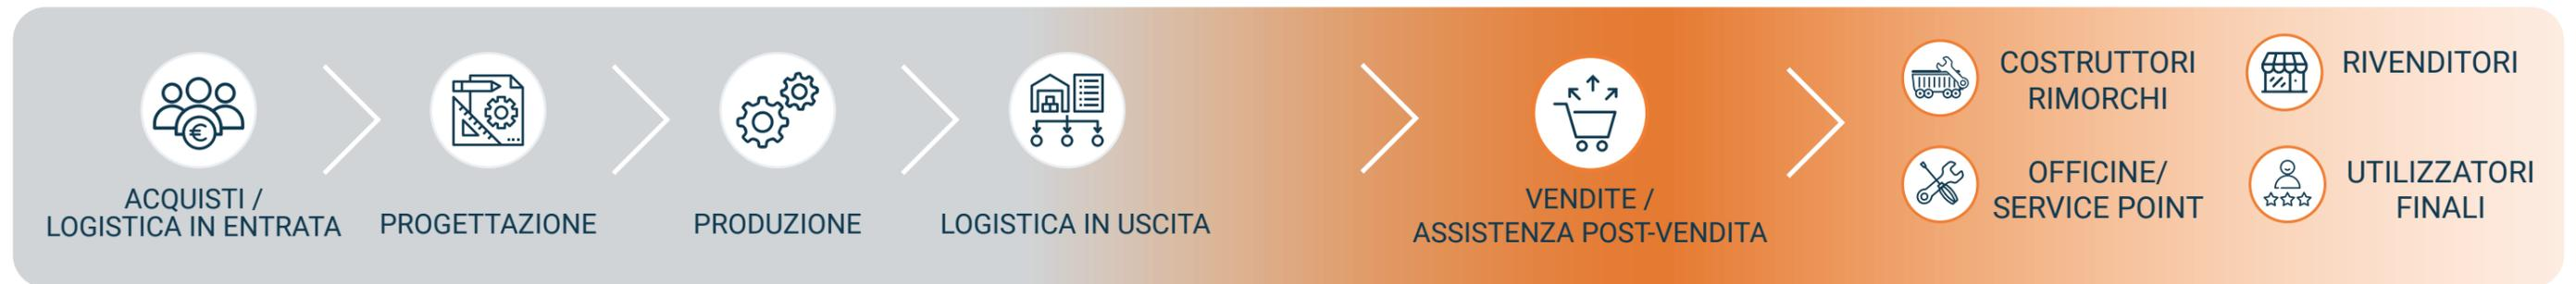 ACQUISTI /
LOGISTICA IN ENTRATA
PROGETTAZIONE
PRODUZIONE
LOGISTICA IN USCITA
VENDITE /
ASSISTENZA POST-VENDITA
COSTRUTTORI
RIMORCHI
RIVENDITORI
OFFICINE/
SERVICE POINT
UTILIZZATORI
FINALI